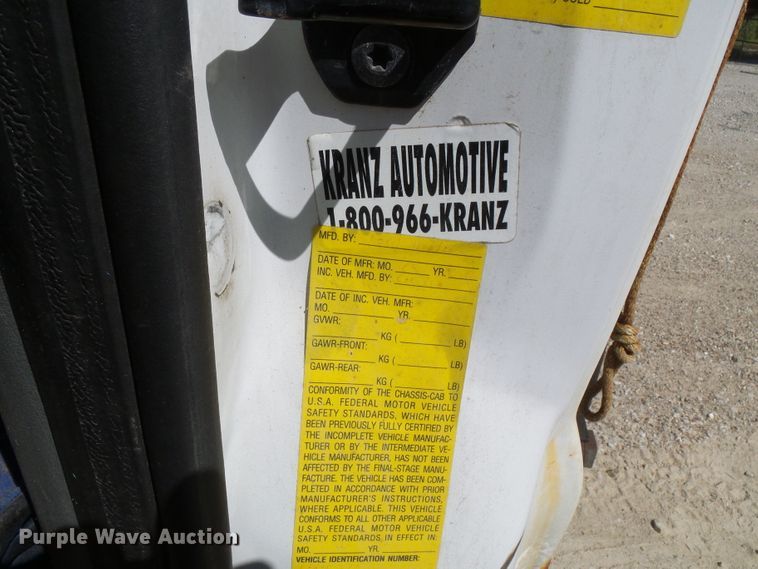 KRANZ AUTOMOTIVE
1-800-966-KRANZ
MFD. BY:
DATE OF MFR: MO. YR.
INC. VEH. MFD. BY:
DATE OF INC. VEH. MFR:
MO. YR.
GVWR:
KG ( LB)
GAWR-FRONT:
KG ( LB)
GAWR-REAR:
KG ( LB)
CONFORMITY OF THE CHASSIS-CAB TO
U.S.A. FEDERAL MOTOR VEHICLE
SAFETY STANDARDS, WHICH HAVE
BEEN PREVIOUSLY FULLY CERTIFIED BY
THE INCOMPLETE VEHICLE MANUFAC-
TURER OR BY THE INTERMEDIATE VE-
HICLE MANUFACTURER, HAS NOT BEEN
AFFECTED BY THE FINAL-STAGE MANU-
FACTURE. THE VEHICLE HAS BEEN COM-
PLETED IN ACCORDANCE WITH PRIOR
MANUFACTURER'S INSTRUCTIONS,
WHERE APPLICABLE. THIS VEHICLE
CONFORMS TO ALL OTHER APPLICABLE
U.S.A. FEDERAL MOTOR VEHICLE
SAFETY STANDARDS, IN EFFECT IN:
MO. YR.
VEHICLE IDENTIFICATION NUMBER:
Purple Wave Auction